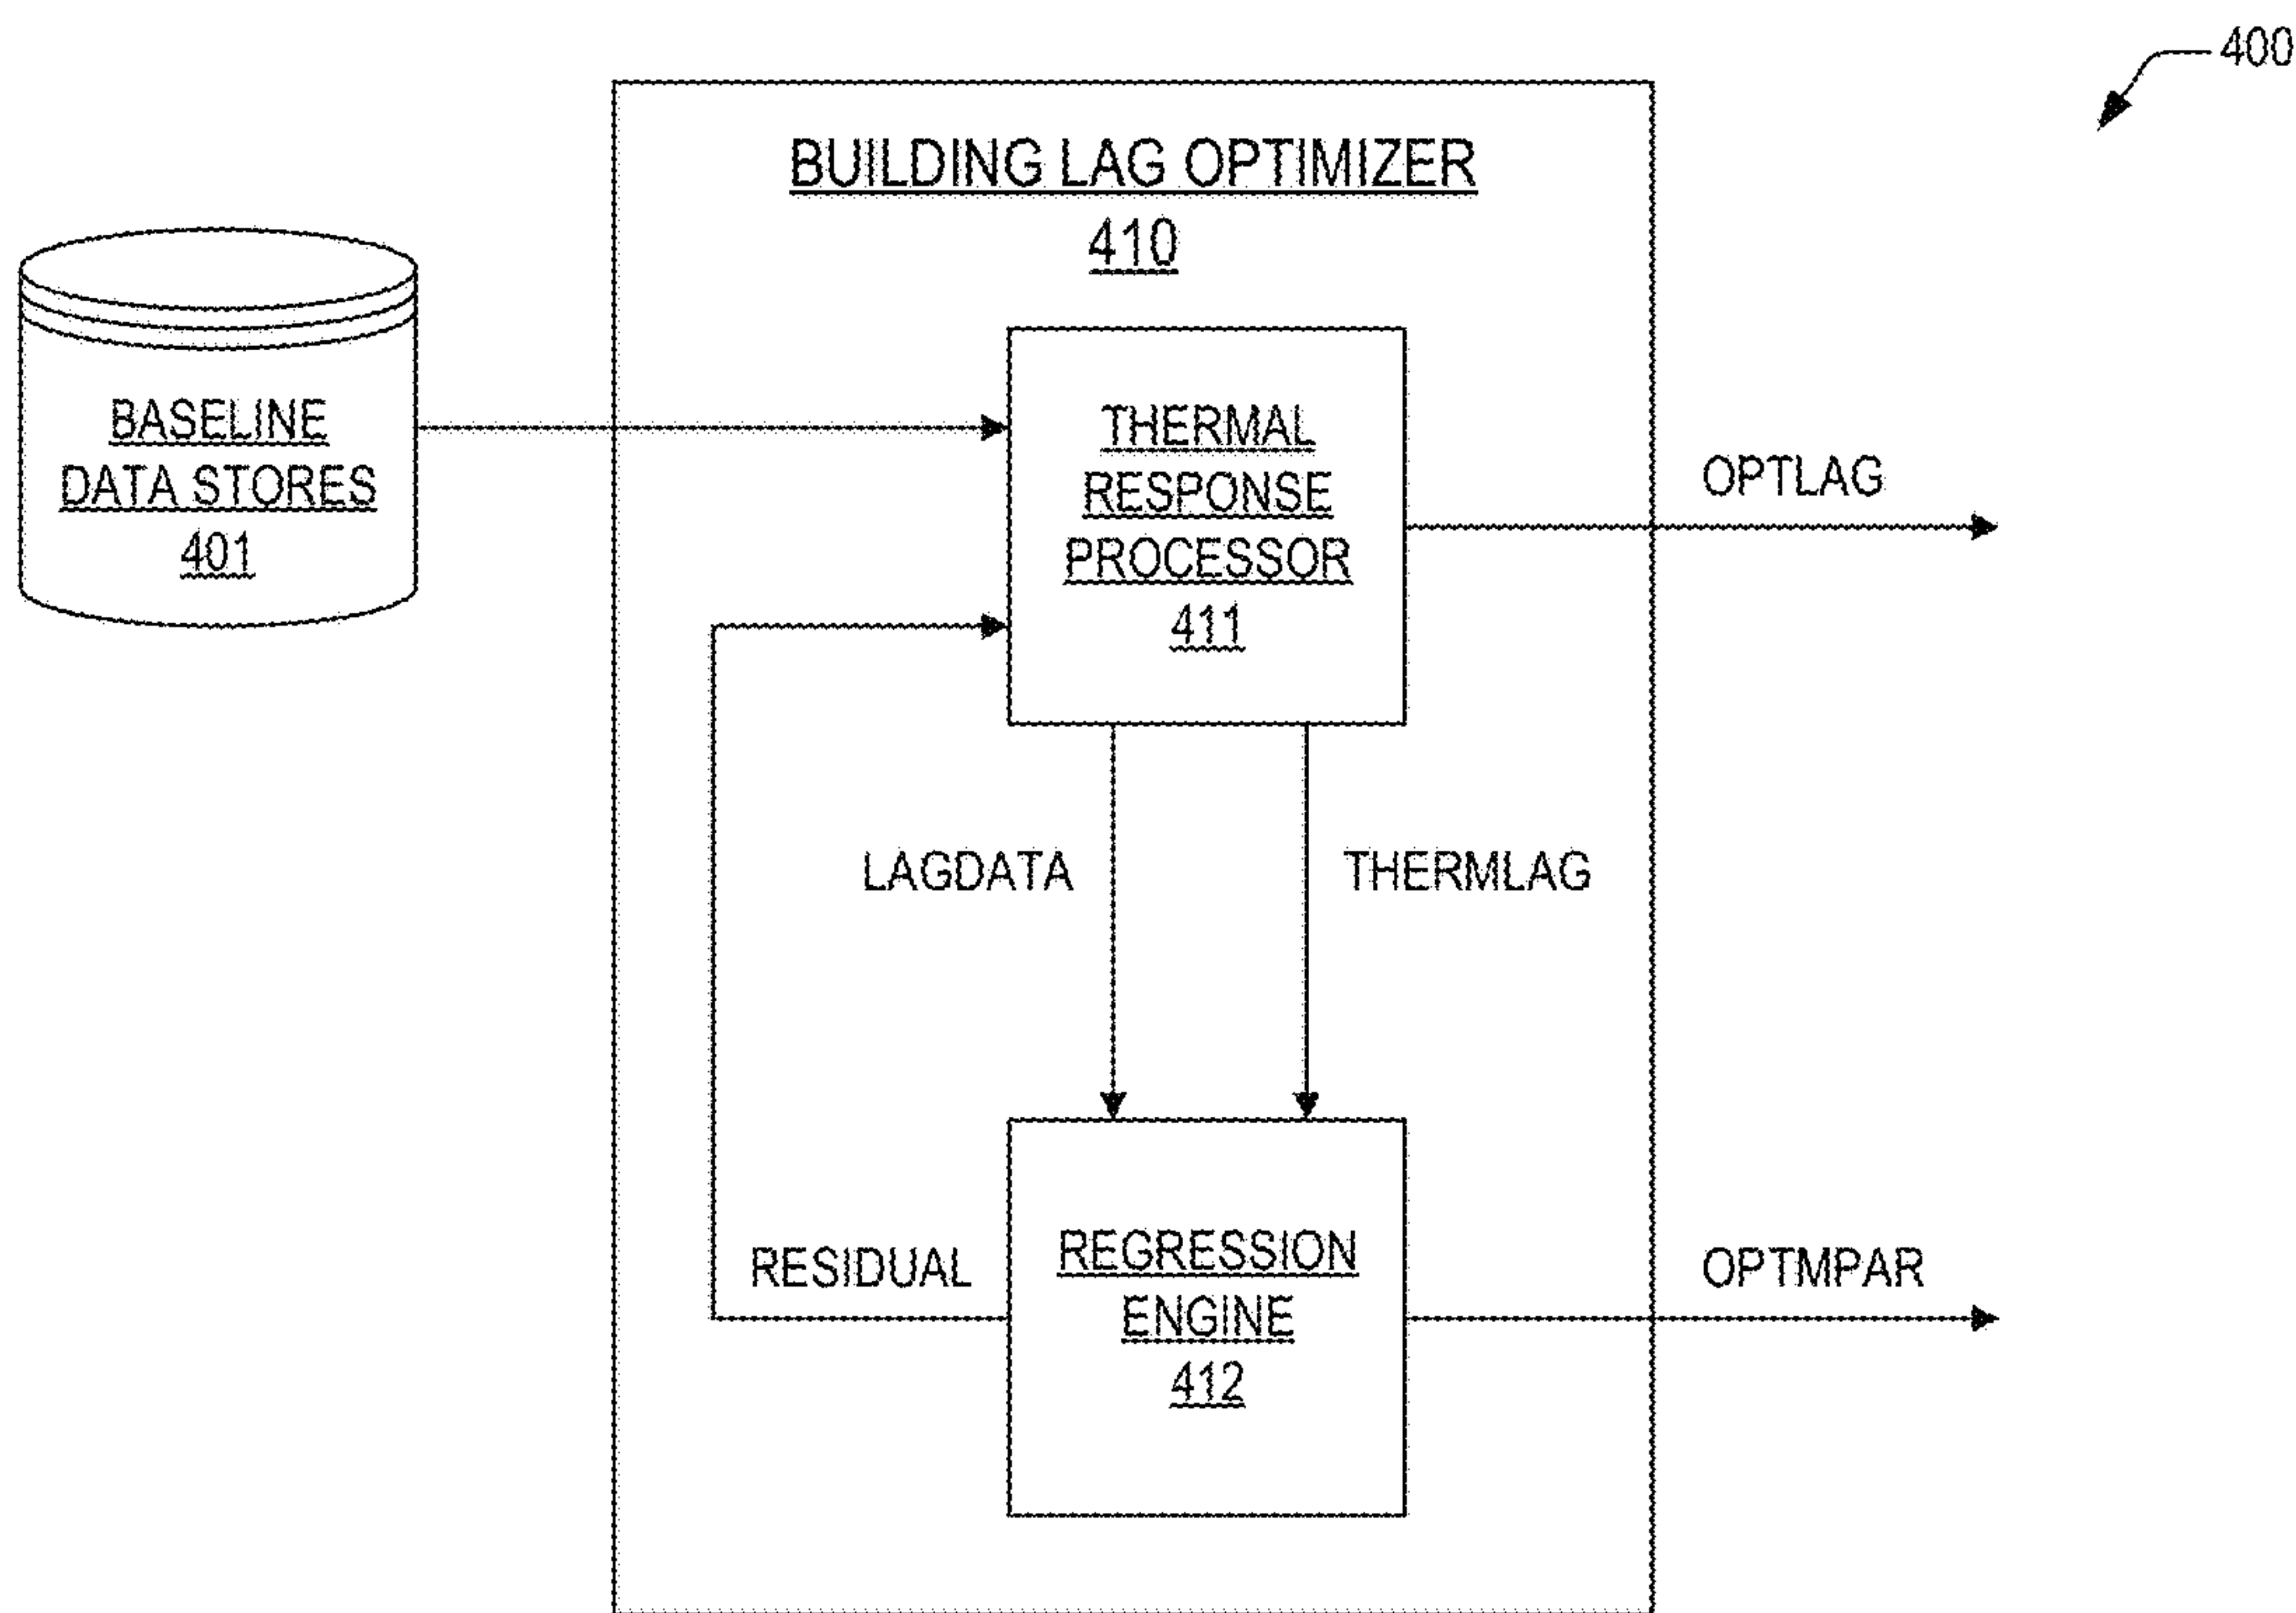 400
BUILDING LAG OPTIMIZER
410
BASELINE
DATA STORES
401
THERMAL
RESPONSE
PROCESSOR
411
OPTLAG
LAGDATA
THERMLAG
RESIDUAL
REGRESSION
ENGINE
412
OPTMPAR